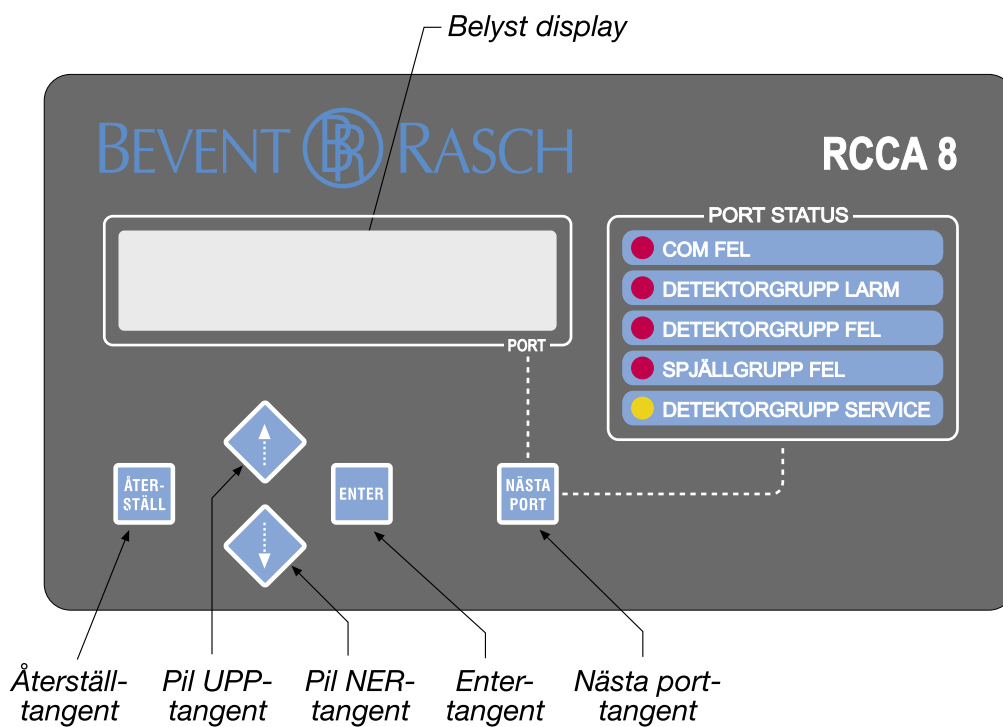 Belyst display
BEVENT BR RASCH
RCCA 8
PORT STATUS
COM FEL
DETEKTORGRUPP LARM
DETEKTORGRUPP FEL
SPJÄLLGRUPP FEL
DETEKTORGRUPP SERVICE
PORT
ÅTER-
STÄLL
ENTER
NÄSTA
PORT
Återställ-
tangent
Pil UPP-
tangent
Pil NER-
tangent
Enter-
tangent
Nästa port-
tangent